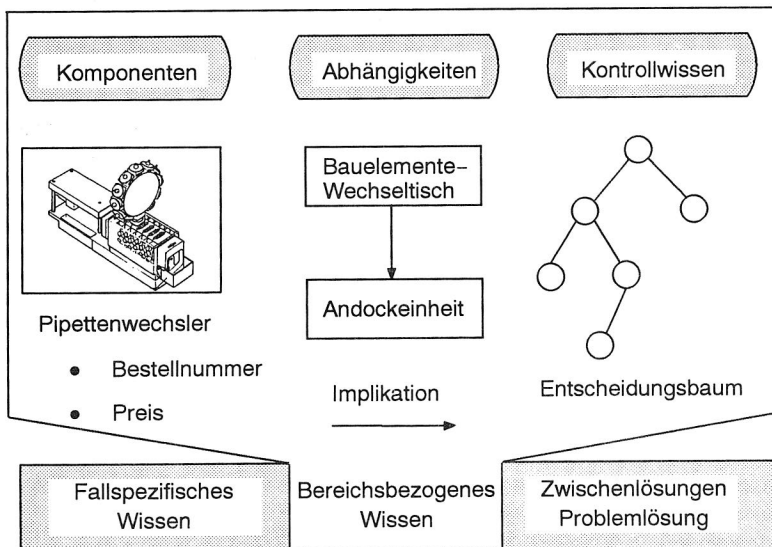 Komponenten
Abhängigkeiten
Kontrollwissen
Bauelemente-
Wechseltisch
Andockeinheit
Pipettenwechsler
• Bestellnummer
• Preis
Implikation
Entscheidungsbaum
Fallspezifisches
Wissen
Bereichsbezogenes
Wissen
Zwischenlösungen
Problemlösung